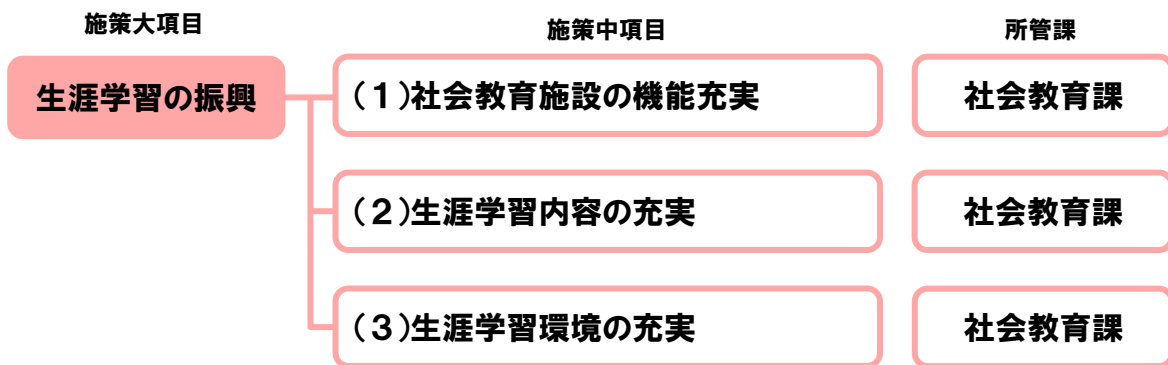 施策大項目
施策中項目
所管課
生涯学習の振興
（１）社会教育施設の機能充実
社会教育課
（２）生涯学習内容の充実
社会教育課
（３）生涯学習環境の充実
社会教育課